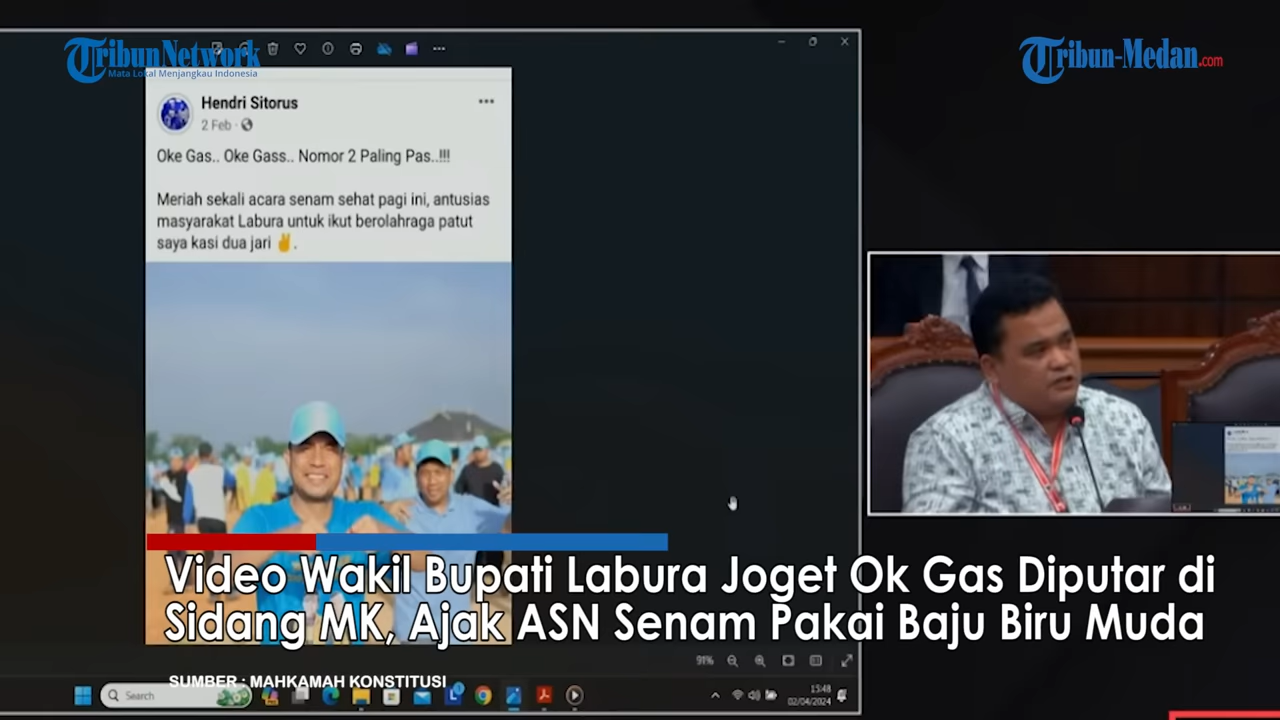 TribunNetwork
Mata Lokal Menjangkau Indonesia
Tribun-Medan.com
Hendri Sitorus
2 Feb
Oke Gas.. Oke Gass.. Nomor 2 Paling Pas..!!!
Meriah sekali acara senam sehat pagi ini, antusias
masyarakat Labura untuk ikut berolahraga patut
saya kasi dua jari ✌️.
Video Wakil Bupati Labura Joget Ok Gas Diputar di
Sidang MK, Ajak ASN Senam Pakai Baju Biru Muda
91%
SUMBER : MAHKAMAH KONSTITUSI
Search
15:48
02/04/2024